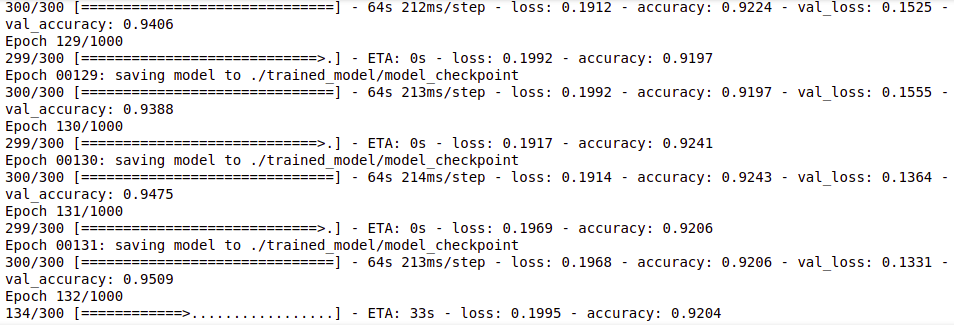 300/300 [==============================] - 64s 212ms/step - loss: 0.1912 - accuracy: 0.9224 - val_loss: 0.1525 -
val_accuracy: 0.9406
Epoch 129/1000
299/300 [============================>.] - ETA: 0s - loss: 0.1992 - accuracy: 0.9197
Epoch 00129: saving model to ./trained_model/model_checkpoint
300/300 [==============================] - 64s 213ms/step - loss: 0.1992 - accuracy: 0.9197 - val_loss: 0.1555 -
val_accuracy: 0.9388
Epoch 130/1000
299/300 [============================>.] - ETA: 0s - loss: 0.1917 - accuracy: 0.9241
Epoch 00130: saving model to ./trained_model/model_checkpoint
300/300 [==============================] - 64s 214ms/step - loss: 0.1914 - accuracy: 0.9243 - val_loss: 0.1364 -
val_accuracy: 0.9475
Epoch 131/1000
299/300 [============================>.] - ETA: 0s - loss: 0.1969 - accuracy: 0.9206
Epoch 00131: saving model to ./trained_model/model_checkpoint
300/300 [==============================] - 64s 213ms/step - loss: 0.1968 - accuracy: 0.9206 - val_loss: 0.1331 -
val_accuracy: 0.9509
Epoch 132/1000
134/300 [============>.................] - ETA: 33s - loss: 0.1995 - accuracy: 0.9204